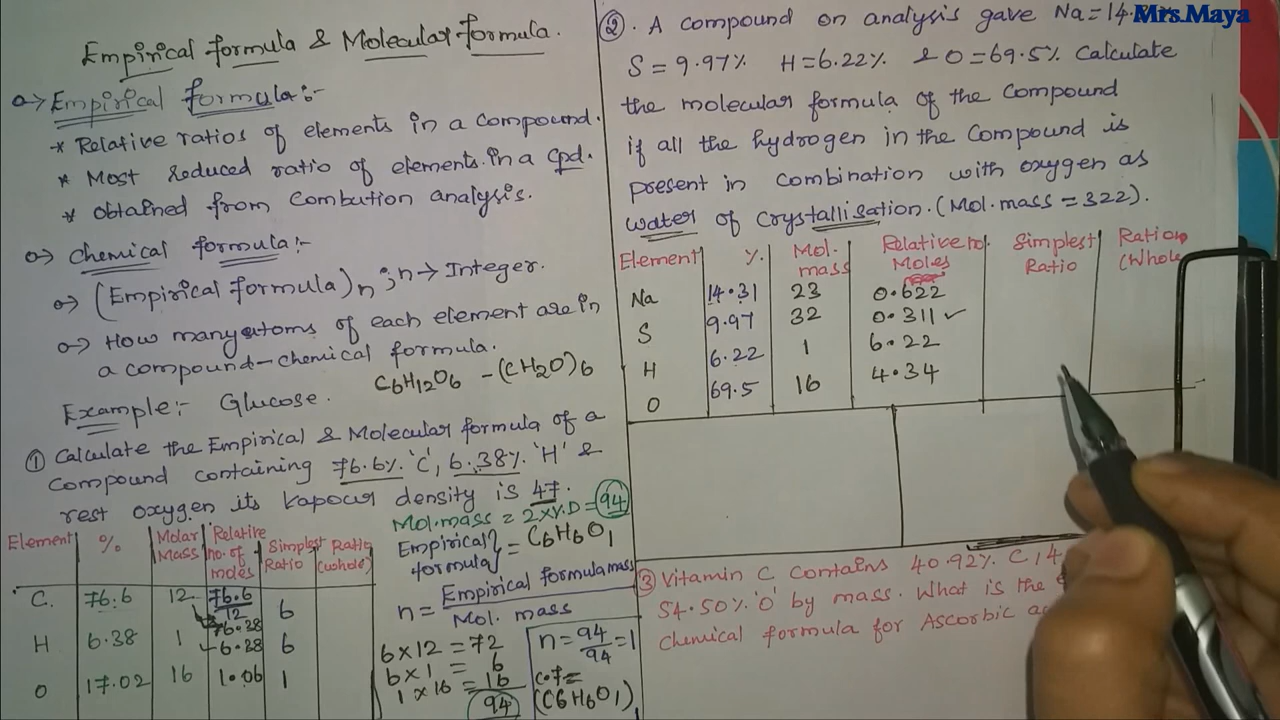 Mrs.Maya
Empirical formula & Molecular formula.
Empirical formula:-
* Relative ratios of elements in a compound.
* Most reduced ratio of elements in a cpd.
* obtained from Combution analysis.
Chemical formula:-
(Empirical formula)n ; n→ Integer.
How many atoms of each element are in
a compound-chemical formula.
C6H12O6 - (CH2O)6
Example:- Glucose.
① Calculate the Empirical & Molecular formula of a
compound containing 76.6% 'C', 6.38% 'H' &
rest oxygen its vapour density is 47.
Mol.mass = 2×V.D = 94
Element % Molar Mass Relative no. of moles Simplest Ratio Ratio (whole)
C. 76.6 12 76.6/12 6
6.38
H 6.38 1 6.38 6
O 17.02 16 1.06 1
Empirical formula } = C6H6O1
n = Empirical formula mass / Mol. mass
6×12 = 72
6×1 = 6
1×16 = 16
94
n = 94/94 = 1
C.f =
(C6H6O1)1
②. A compound on analysis gave Na = 14.
S = 9.97% H = 6.22% & O = 69.5% Calculate
the molecular formula of the compound
if all the hydrogen in the compound is
present in combination with oxygen as
water of crystallisation. (Mol.mass = 322).
Element %. Mol. mass Relative no. Moles Simplest Ratio Ratio (whole
Na 14.31 23 0.622
S 9.97 32 0.311 ✓
H 6.22 1 6.22
O 69.5 16 4.34
③ Vitamin C contains 40.92% C, 4
54.50% 'O' by mass. What is the
chemical formula for Ascorbic